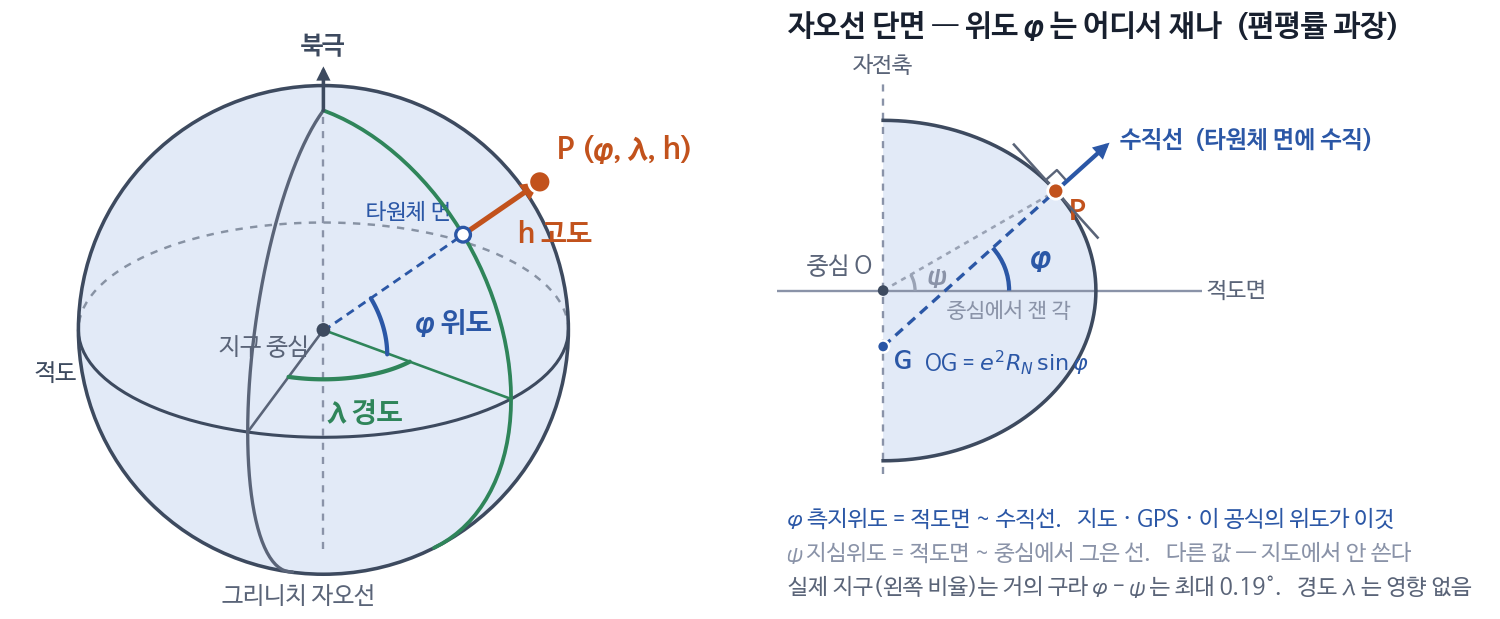 북극
P (φ, λ, h)
타원체 면
h 고도
φ 위도
지구 중심
적도
λ 경도
그리니치 자오선
자오선 단면 — 위도 φ 는 어디서 재나 (편평률 과장)
자전축
수직선 (타원체 면에 수직)
P
중심 O
ψ
φ
적도면
중심에서 잰 각
G OG = e²R_N sin φ
φ 측지위도 = 적도면 ~ 수직선. 지도 · GPS · 이 공식의 위도가 이것
ψ 지심위도 = 적도면 ~ 중심에서 그은 선. 다른 값 — 지도에서 안 쓴다
실제 지구(왼쪽 비율)는 거의 구라 φ − ψ 는 최대 0.19°. 경도 λ 는 영향 없음